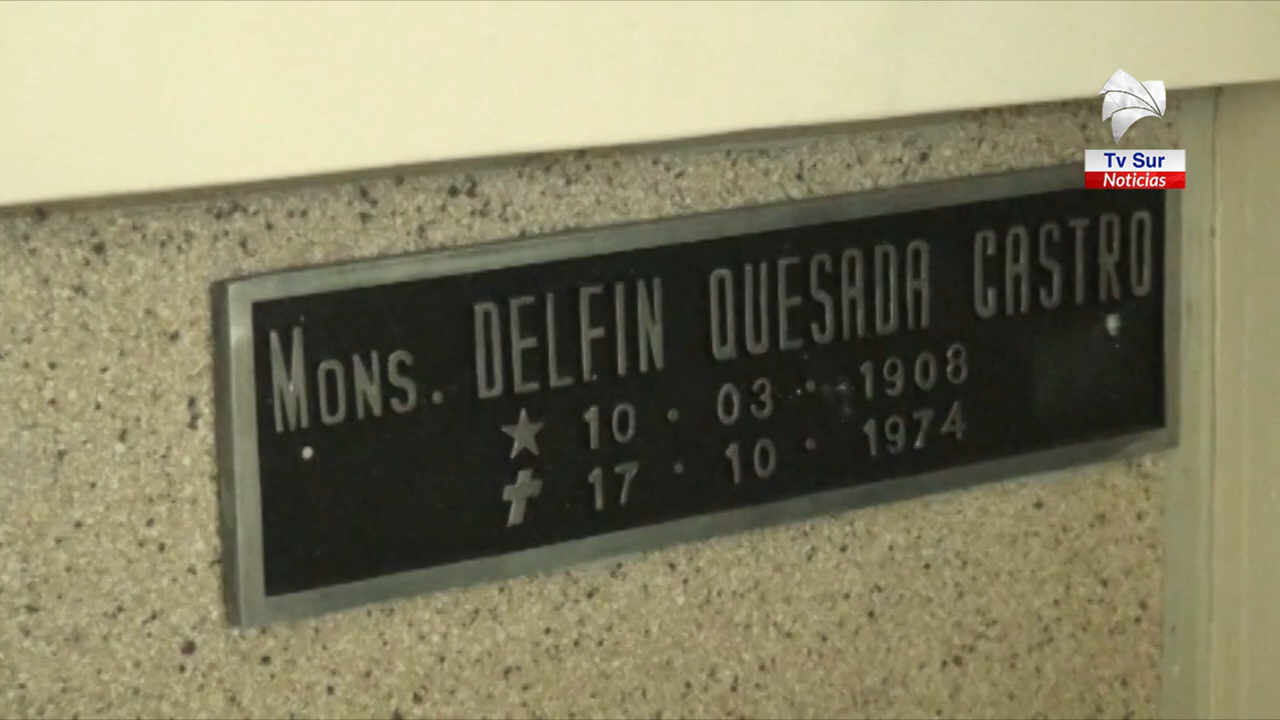 Tv Sur
Noticias
Mons. DELFIN QUESADA CASTRO
★ 10 · 03 · 1908
✝ 17 · 10 · 1974